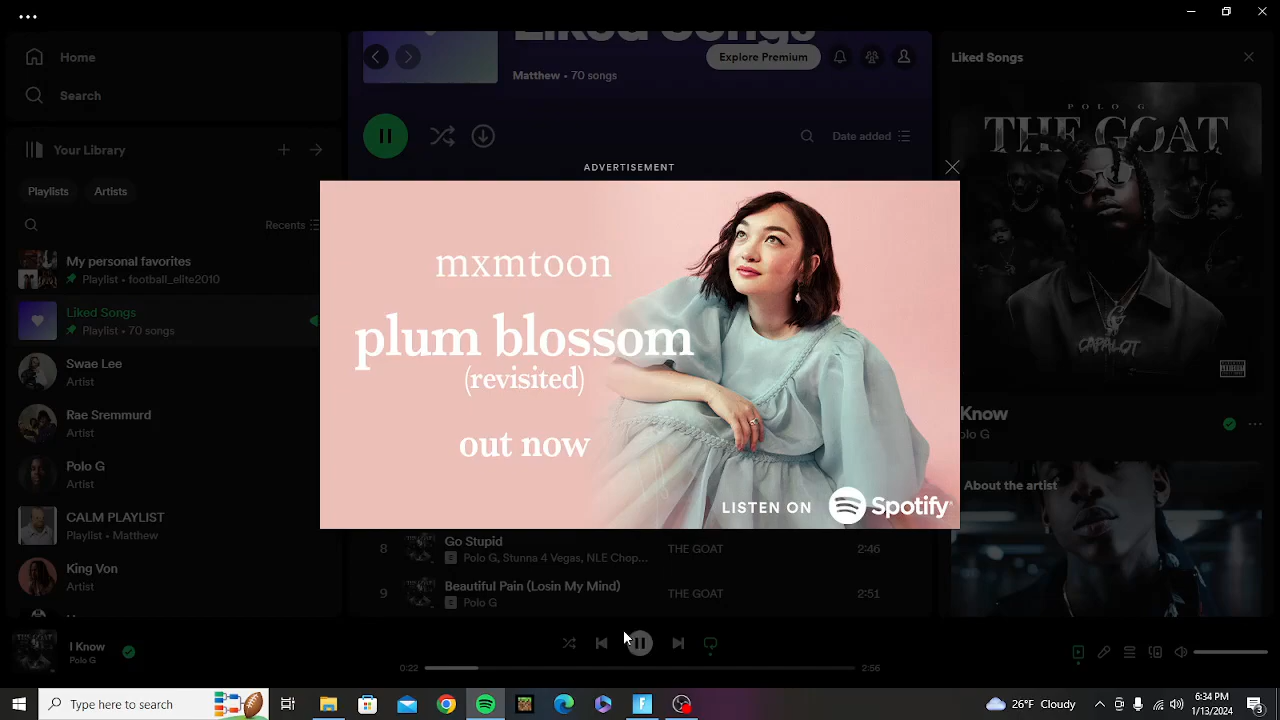 Home
Search
Your Library
Playlists
Artists
Recents
My personal favorites
Playlist • football_elite2010
Liked Songs
Playlist • 70 songs
Swae Lee
Artist
Rae Sremmurd
Artist
Polo G
Artist
CALM PLAYLIST
Playlist • Matthew
King Von
Artist
Liked Songs
Matthew • 70 songs
Explore Premium
Date added
ADVERTISEMENT
mxmtoon
plum blossom
(revisited)
out now
LISTEN ON Spotify
8 Go Stupid THE GOAT 2:46
E Polo G, Stunna 4 Vegas, NLE Chop...
9 Beautiful Pain (Losin My Mind) THE GOAT 2:51
E Polo G
Liked Songs
POLO G
THE GOAT
CAPALOT
Know
olo G
About the artist
I Know
Polo G
0:22
2:56
Type here to search
26°F Cloudy
6:34 PM
1/13/2024